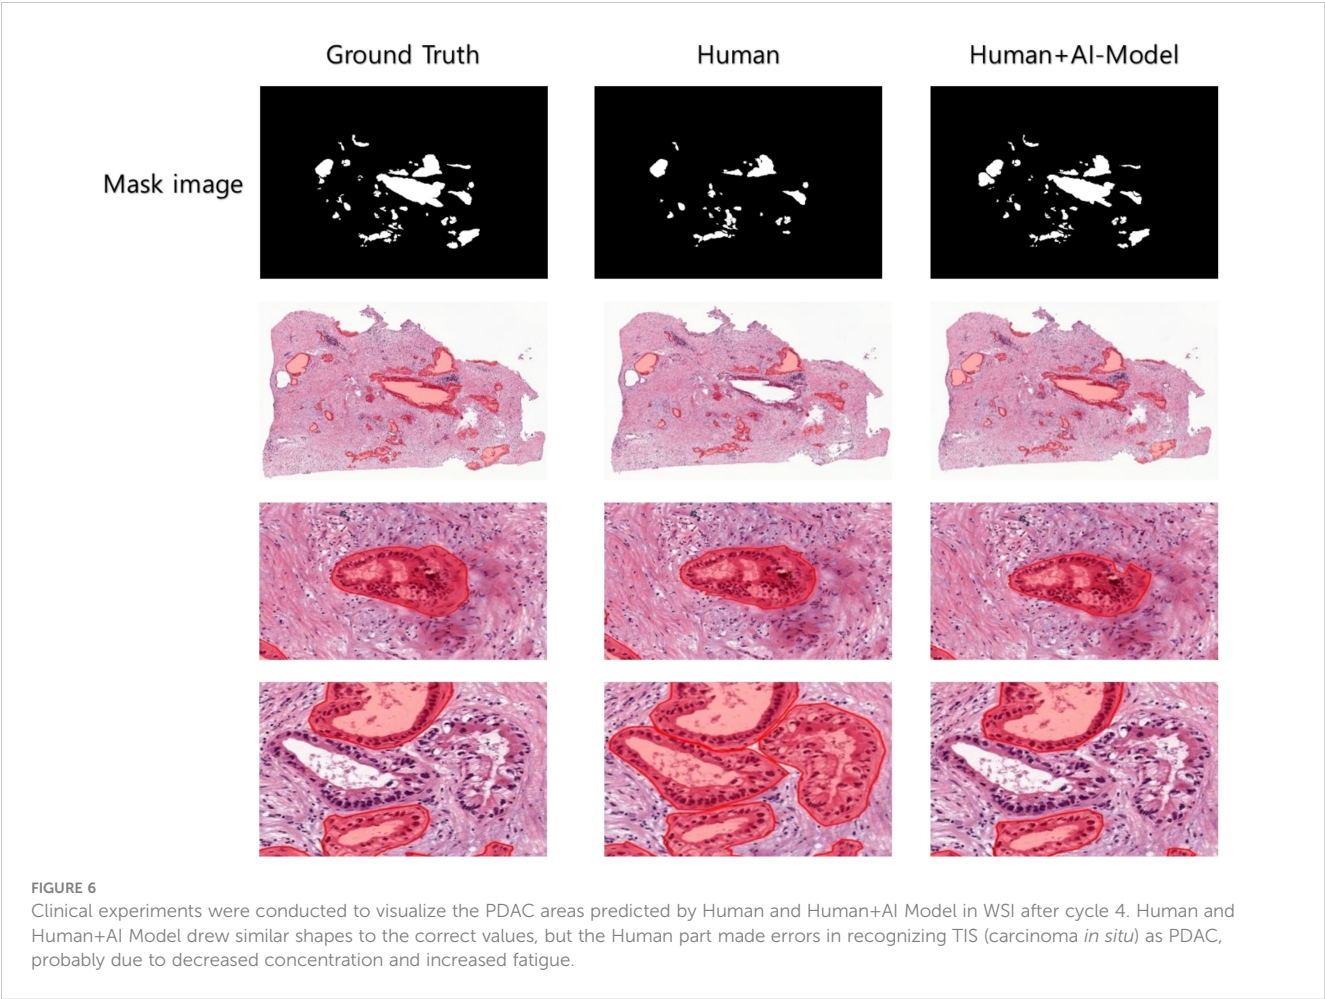 Ground Truth
Human
Human+AI-Model
Mask image
FIGURE 6
Clinical experiments were conducted to visualize the PDAC areas predicted by Human and Human+AI Model in WSI after cycle 4. Human and
Human+AI Model drew similar shapes to the correct values, but the Human part made errors in recognizing TIS (carcinoma in situ) as PDAC,
probably due to decreased concentration and increased fatigue.